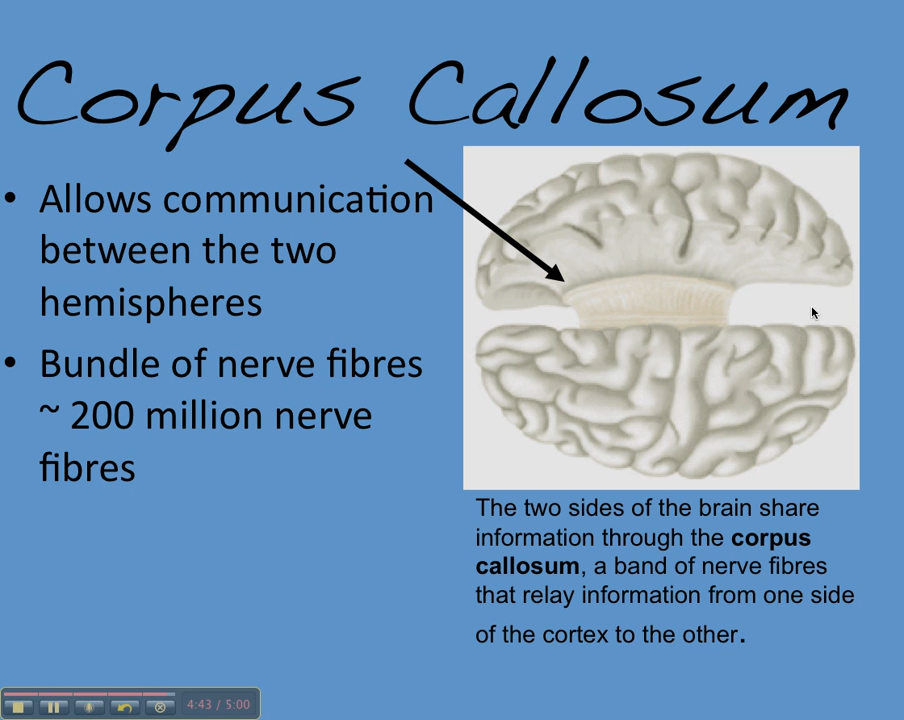 Corpus Callosum
• Allows communication
between the two
hemispheres
• Bundle of nerve fibres
~ 200 million nerve
fibres
The two sides of the brain share
information through the corpus
callosum, a band of nerve fibres
that relay information from one side
of the cortex to the other.
4:43 / 5:00